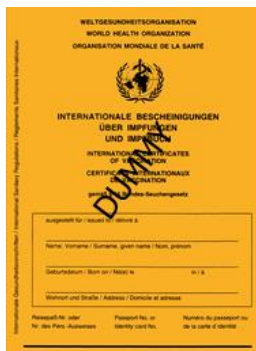 WELTGESUNDHEITSORGANISATION
WORLD HEALTH ORGANIZATION
ORGANISATION MONDIALE DE LA SANTÉ
INTERNATIONALE BESCHEINIGUNGEN
ÜBER IMPFUNGEN
UND IMPFBUCH
INTERNATIONAL CERTIFICATES
OF VACCINATION
CERTIFICATS INTERNATIONAUX
DE VACCINATION
Bundes-Seuchengesetz
DUMMY
ausgestellt für / issued to / délivré à
Name, Vorname / Surname, given name / Nom, prénom
Geburtsdatum / Born on / Né(e) le
in / à
Wohnort und Straße / Address / Domicile et adresse
Reisepaß-Nr. oder
Nr. des Pers.-Ausweises
Passport No. or
Identity card No.
Numéro du passeport ou
de la carte d'identité
Internationale Gesundheitsvorschriften / International Sanitary Regulations / Règlements Sanitaires Internationaux